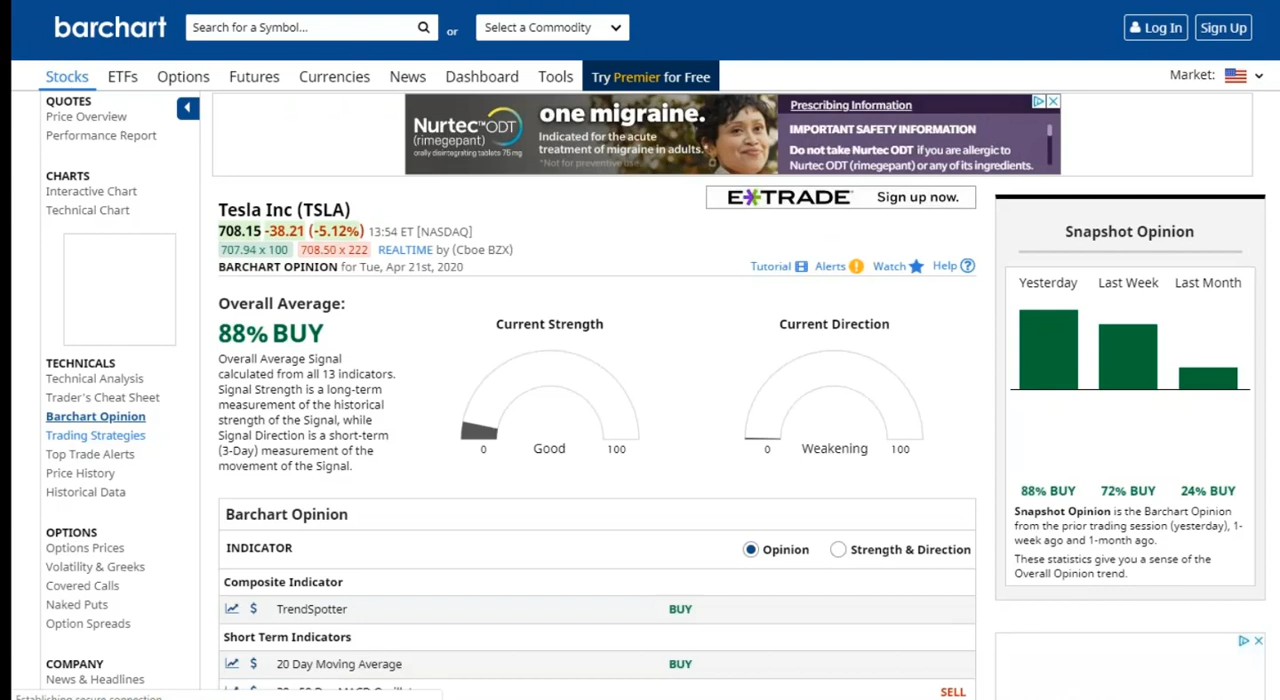 barchart
Search for a Symbol...
or
Select a Commodity
Log In
Sign Up
Stocks
ETFs
Options
Futures
Currencies
News
Dashboard
Tools
Try Premier for Free
Market:
QUOTES
Price Overview
Performance Report
CHARTS
Interactive Chart
Technical Chart
TECHNICALS
Technical Analysis
Trader's Cheat Sheet
Barchart Opinion
Trading Strategies
Top Trade Alerts
Price History
Historical Data
OPTIONS
Options Prices
Volatility & Greeks
Covered Calls
Naked Puts
Option Spreads
COMPANY
News & Headlines
Nurtec™ ODT
(rimegepant)
orally disintegrating tablets 75 mg
one migraine.
Indicated for the acute
treatment of migraine in adults.*
*Not for preventive use.
Prescribing Information
IMPORTANT SAFETY INFORMATION
Do not take Nurtec ODT if you are allergic to
Nurtec ODT (rimegepant) or any of its ingredients.
E*TRADE Sign up now.
Tesla Inc (TSLA)
708.15 -38.21 (-5.12%) 13:54 ET [NASDAQ]
707.94 x 100 708.50 x 222 REALTIME by (Cboe BZX)
BARCHART OPINION for Tue, Apr 21st, 2020
Tutorial
Alerts
Watch
Help
Overall Average:
88% BUY
Overall Average Signal
calculated from all 13 indicators.
Signal Strength is a long-term
measurement of the historical
strength of the Signal, while
Signal Direction is a short-term
(3-Day) measurement of the
movement of the Signal.
Current Strength
0 Good 100
Current Direction
0 Weakening 100
Barchart Opinion
INDICATOR
Opinion
Strength & Direction
Composite Indicator
$ TrendSpotter BUY
Short Term Indicators
$ 20 Day Moving Average BUY
SELL
Snapshot Opinion
Yesterday Last Week Last Month
88% BUY 72% BUY 24% BUY
Snapshot Opinion is the Barchart Opinion
from the prior trading session (yesterday), 1-
week ago and 1-month ago.
These statistics give you a sense of the
Overall Opinion trend.